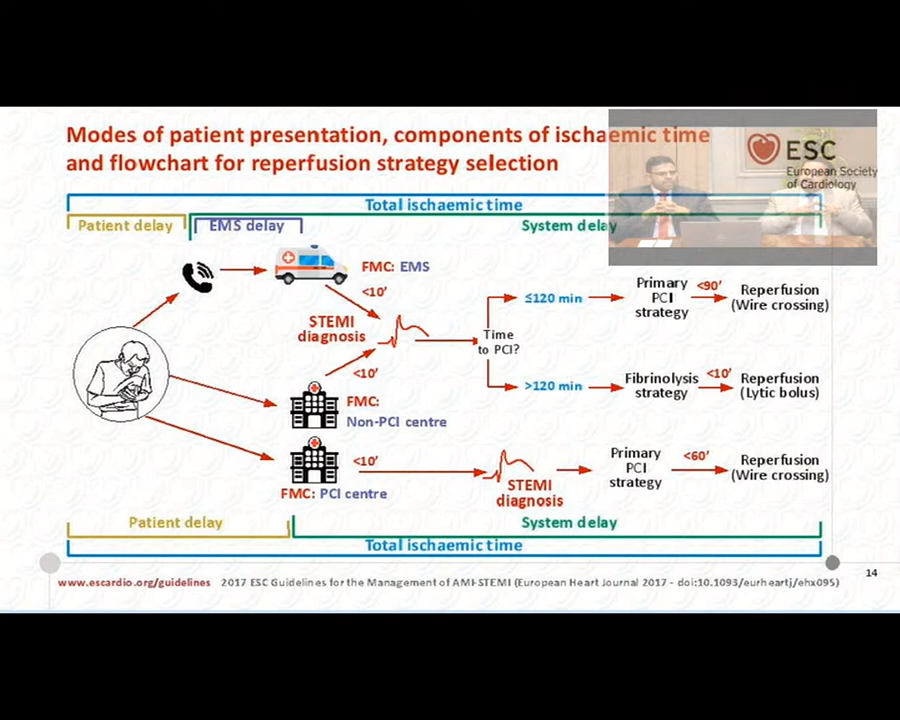 Modes of patient presentation, components of ischaemic time
and flowchart for reperfusion strategy selection
ESC
European Society
of Cardiology
Total ischaemic time
Patient delay
EMS delay
System delay
FMC: EMS
<10'
STEMI
diagnosis
<10'
FMC:
Non-PCI centre
Time
to PCI?
≤120 min
Primary
PCI
strategy
<90'
Reperfusion
(Wire crossing)
>120 min
Fibrinolysis
strategy
<10'
Reperfusion
(Lytic bolus)
<10'
FMC: PCI centre
STEMI
diagnosis
Primary
PCI
strategy
<60'
Reperfusion
(Wire crossing)
Patient delay
System delay
Total ischaemic time
www.escardio.org/guidelines 2017 ESC Guidelines for the Management of AMI-STEMI (European Heart Journal 2017 - doi:10.1093/eurheartj/ehx095)
14